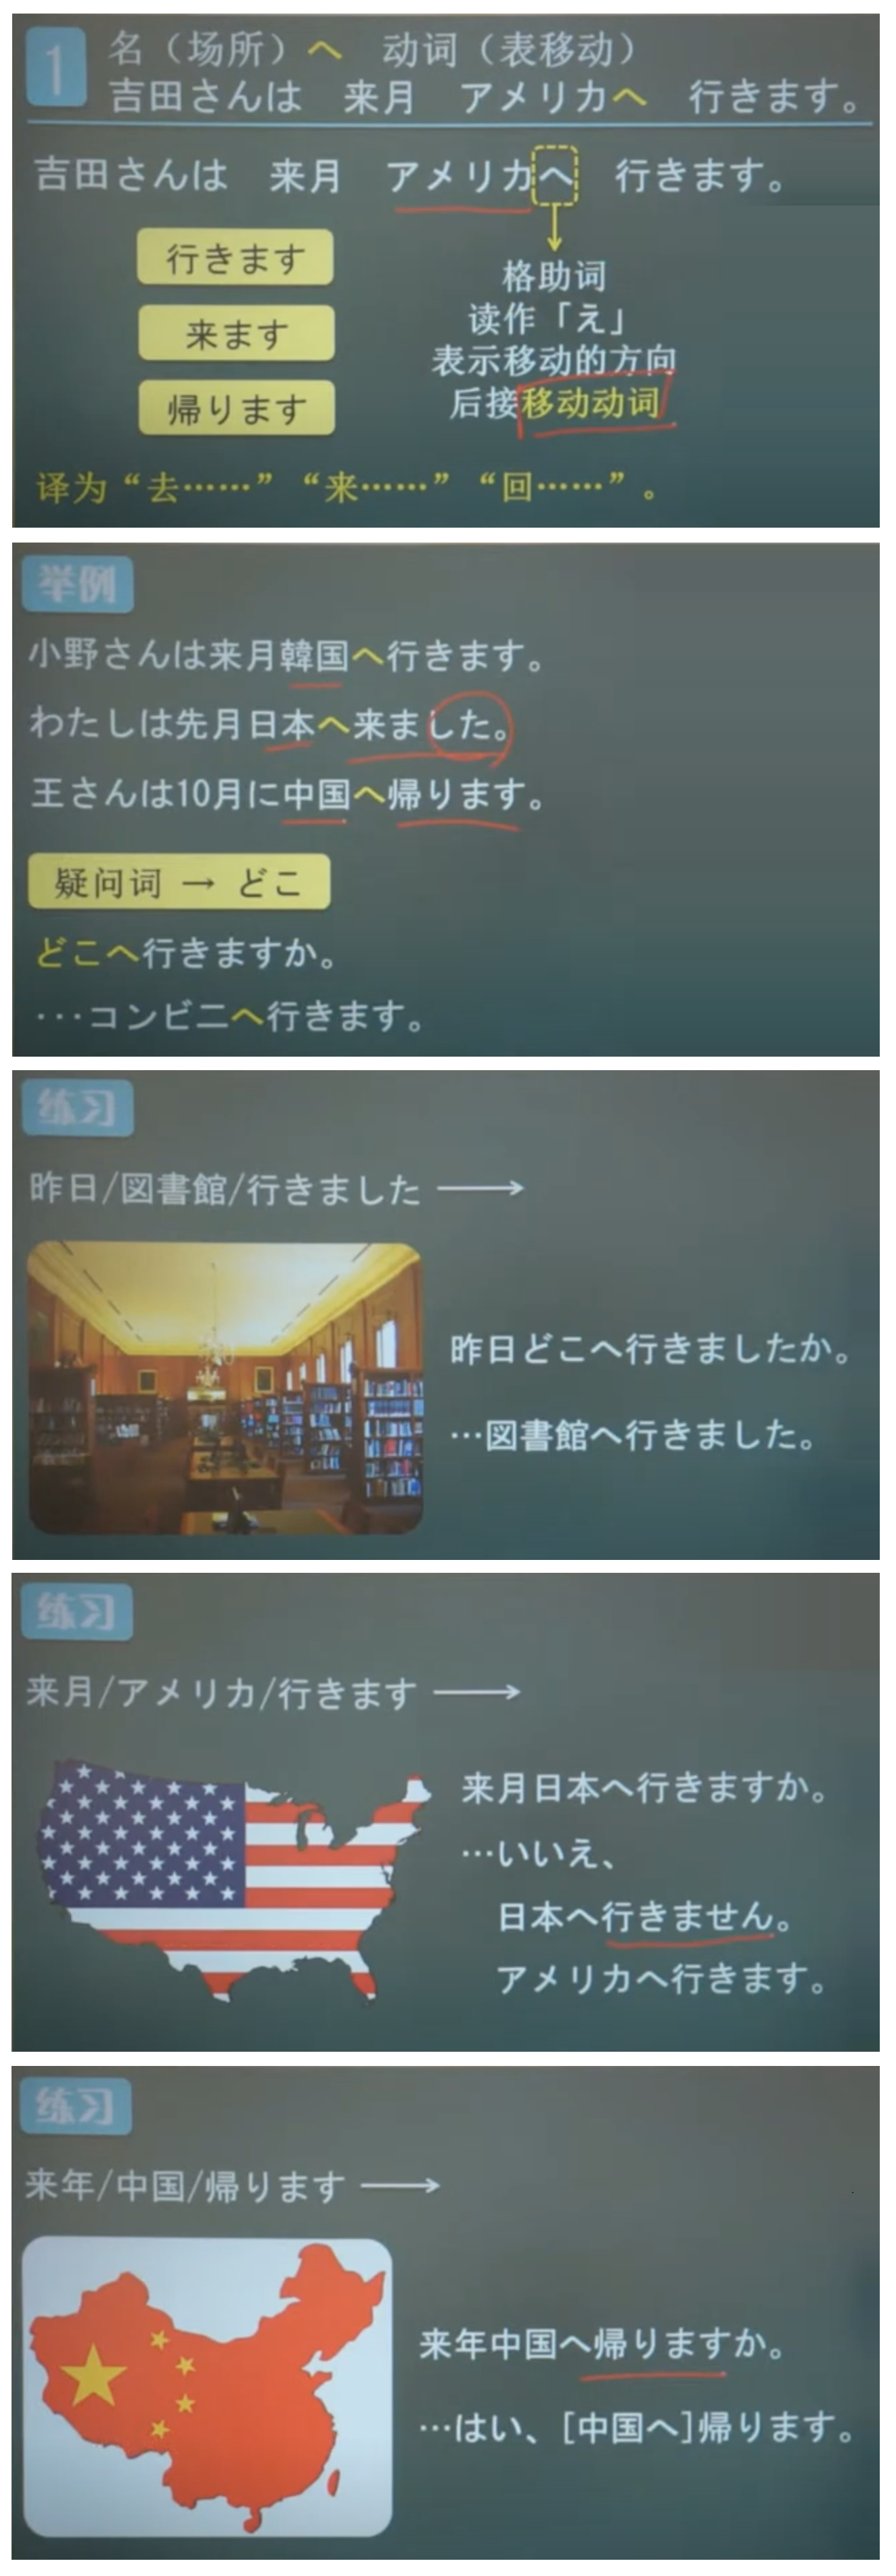 1
名（场所）へ　动词（表移动）
吉田さんは　来月　アメリカへ　行きます。
吉田さんは　来月　アメリカへ　行きます。
行きます
来ます
帰ります
格助词
读作「え」
表示移动的方向
后接移动动词
译为“去……”“来……”“回……”。
举例
小野さんは来月韓国へ行きます。
わたしは先月日本へ来ました。
王さんは10月に中国へ帰ります。
疑问词 → どこ
どこへ行きますか。
…コンビニへ行きます。
练习
昨日/図書館/行きました ⟶
昨日どこへ行きましたか。
…図書館へ行きました。
练习
来月/アメリカ/行きます ⟶
来月日本へ行きますか。
…いいえ、
日本へ行きません。
アメリカへ行きます。
练习
来年/中国/帰ります ⟶
来年中国へ帰りますか。
…はい、[中国へ]帰ります。